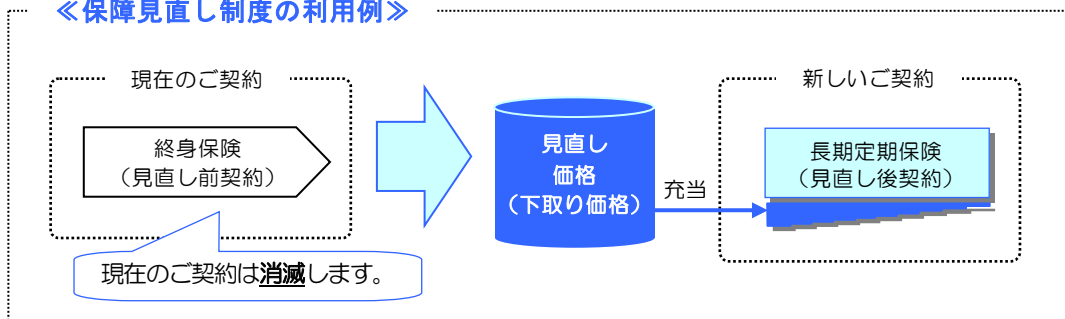 ≪保障見直し制度の利用例≫
現在のご契約
終身保険
（見直し前契約）
現在のご契約は消滅します。
見直し
価格
（下取り価格）
充当
新しいご契約
長期定期保険
（見直し後契約）